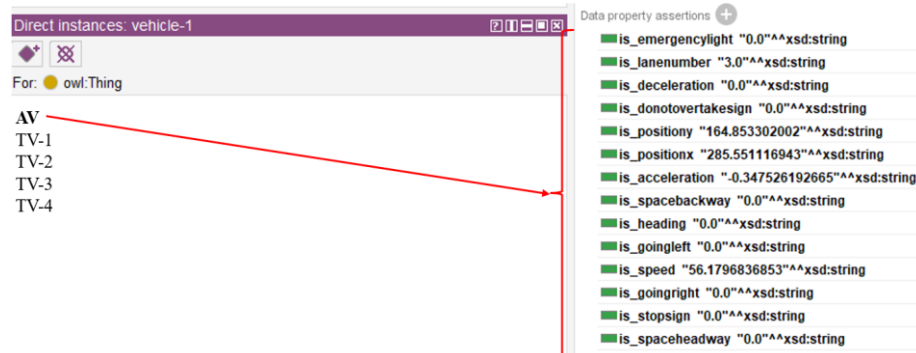 Direct instances: vehicle-1
For: owl:Thing
AV
TV-1
TV-2
TV-3
TV-4
Data property assertions
is_emergencylight "0.0"^^xsd:string
is_lanenumber "3.0"^^xsd:string
is_deceleration "0.0"^^xsd:string
is_donotovertakesign "0.0"^^xsd:string
is_positiony "164.853302002"^^xsd:string
is_positionx "285.551116943"^^xsd:string
is_acceleration "-0.347526192665"^^xsd:string
is_spacebackway "0.0"^^xsd:string
is_heading "0.0"^^xsd:string
is_goingleft "0.0"^^xsd:string
is_speed "56.1796836853"^^xsd:string
is_goingright "0.0"^^xsd:string
is_stopsign "0.0"^^xsd:string
is_spaceheadway "0.0"^^xsd:string